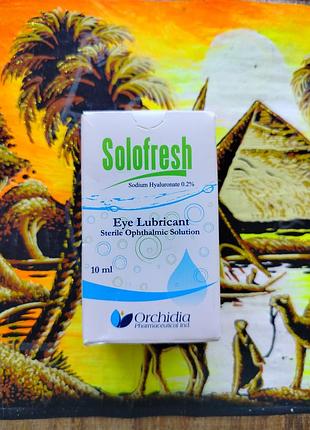 Solofresh
Sodium Hyaluronate 0.2%
Eye Lubricant
Sterile Ophthalmic Solution
10 ml
Orchidia
Pharmaceutical Ind.